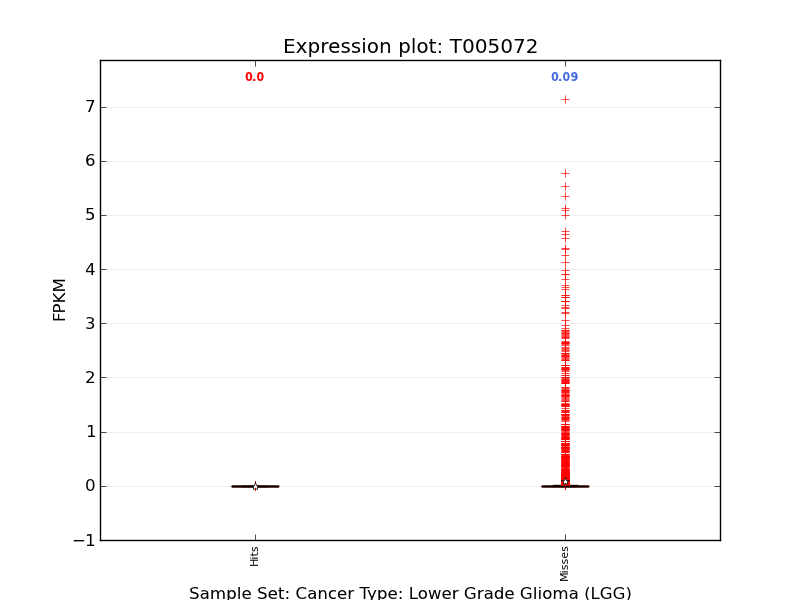 Expression plot: T005072
0.0
0.09
7
6
5
4
3
2
1
0
−1
FPKM
Hits
Misses
Sample Set: Cancer Type: Lower Grade Glioma (LGG)